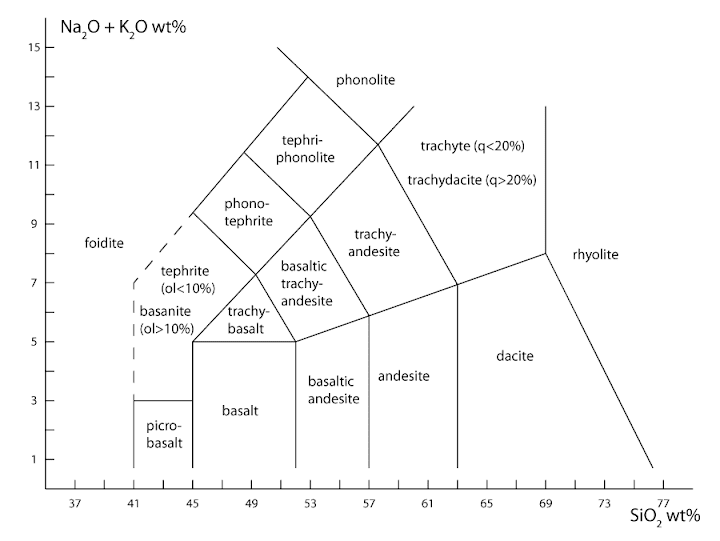 Na2O + K2O wt%
15
phonolite
13
tephri-
phonolite
trachyte (q<20%)
trachydacite (q>20%)
11
phono-
tephrite
9
foidite
trachy-
andesite
rhyolite
tephrite
(ol<10%)
basaltic
trachy-
andesite
7
basanite
(ol>10%)
trachy-
basalt
5
dacite
basaltic
andesite
andesite
3
basalt
picro-
basalt
1
37 41 45 49 53 57 61 65 69 73 77
SiO2 wt%